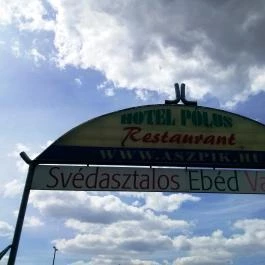 HOTEL PÓLUS
Restaurant
WWW.ASZPIK.HU
Svédasztalos Ebéd